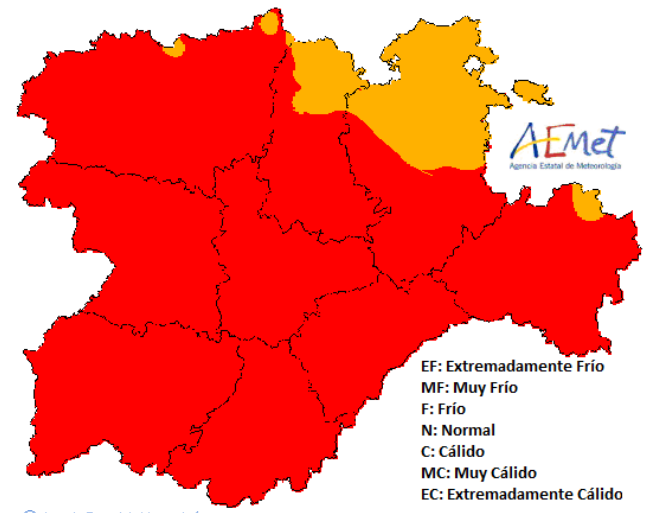 AEMet
Agencia Estatal de Meteorología
EF: Extremadamente Frío
MF: Muy Frío
F: Frío
N: Normal
C: Cálido
MC: Muy Cálido
EC: Extremadamente Cálido